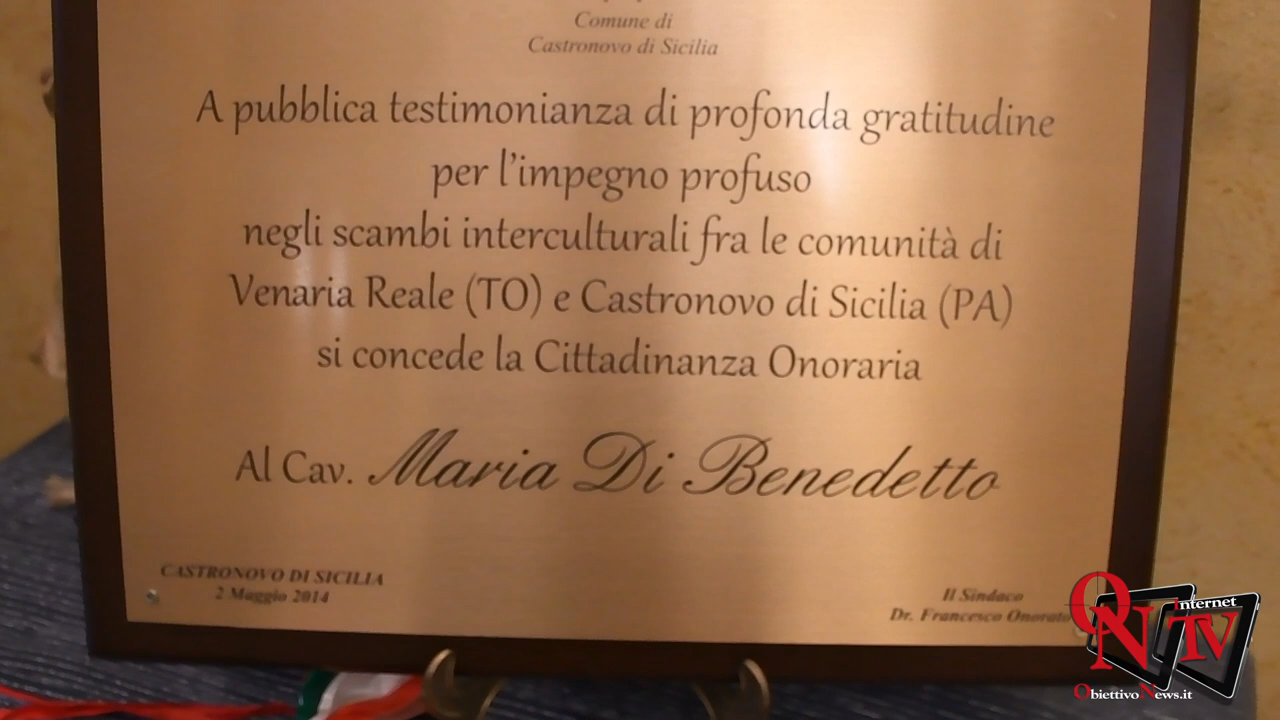 Comune di
Castronovo di Sicilia
A pubblica testimonianza di profonda gratitudine
per l'impegno profuso
negli scambi interculturali fra le comunità di
Venaria Reale (TO) e Castronovo di Sicilia (PA)
si concede la Cittadinanza Onoraria
Al Cav. Maria Di Benedetto
CASTRONOVO DI SICILIA
2 Maggio 2014
Il Sindaco
Dr. Francesco Onorato
ON
Internet
TV
ObiettivoNews.it